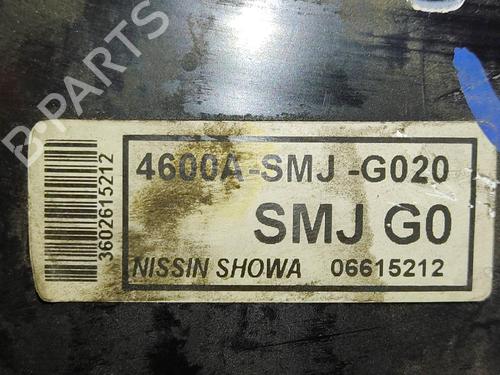 B-PARTS
3602615212
4600A-SMJ -G020
SMJ G0
NISSIN SHOWA 06615212